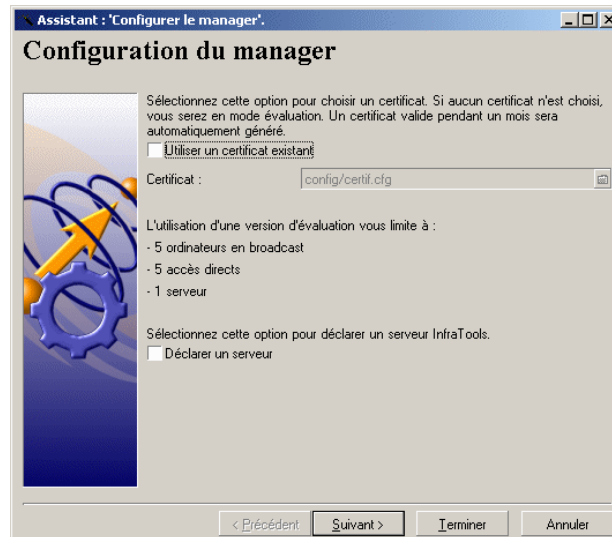 Assistant : 'Configurer le manager'.
Configuration du manager
Sélectionnez cette option pour choisir un certificat. Si aucun certificat n'est choisi,
vous serez en mode évaluation. Un certificat valide pendant un mois sera
automatiquement généré.
Utiliser un certificat existant
Certificat : config/certif.cfg
L'utilisation d'une version d'évaluation vous limite à :
- 5 ordinateurs en broadcast
- 5 accès directs
- 1 serveur
Sélectionnez cette option pour déclarer un serveur InfraTools.
Déclarer un serveur
< Précédent Suivant > Terminer Annuler